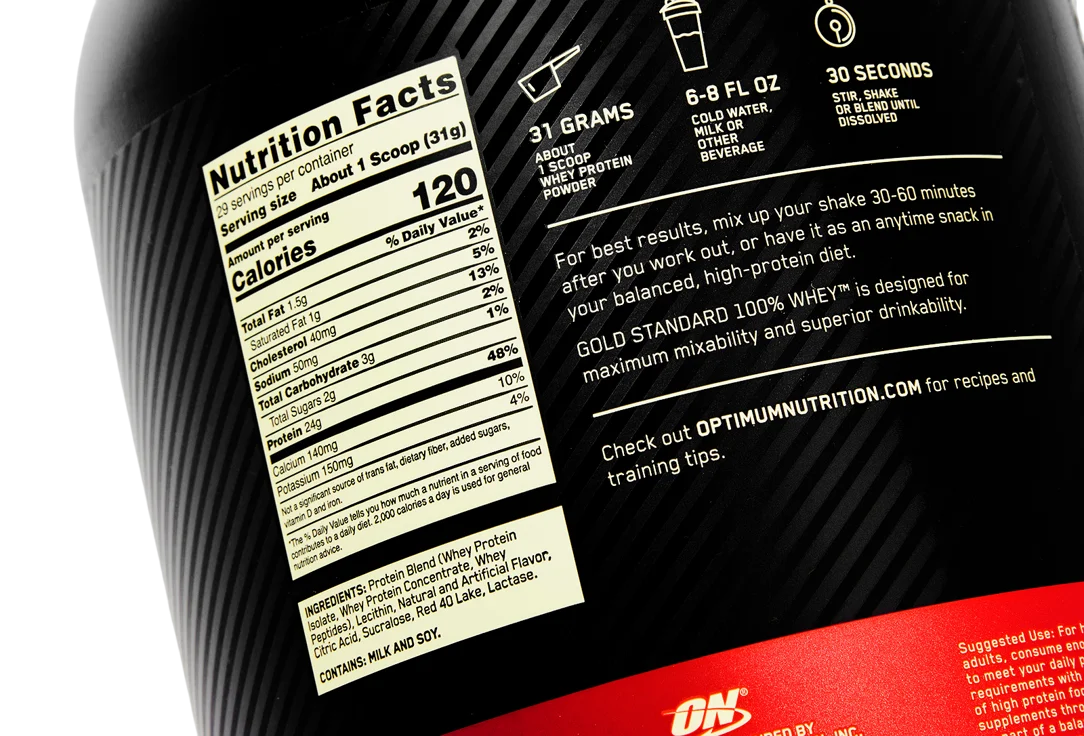 Nutrition Facts
29 servings per container
Serving size About 1 Scoop (31g)
Amount per serving
Calories 120
% Daily Value*
Total Fat 1.5g 2%
Saturated Fat 1g 5%
Cholesterol 40mg 13%
Sodium 50mg 2%
Total Carbohydrate 3g 1%
Total Sugars 2g
Protein 24g 48%
Calcium 140mg 10%
Potassium 150mg 4%
Not a significant source of trans fat, dietary fiber, added sugars,
vitamin D and iron.
*The % Daily Value tells you how much a nutrient in a serving of food
contributes to a daily diet. 2,000 calories a day is used for general
nutrition advice.
INGREDIENTS: Protein Blend (Whey Protein
Isolate, Whey Protein Concentrate, Whey
Peptides), Lecithin, Natural and Artificial Flavor,
Citric Acid, Sucralose, Red 40 Lake, Lactase.
CONTAINS: MILK AND SOY.
31 GRAMS
ABOUT
1 SCOOP
WHEY PROTEIN
POWDER
6-8 FL OZ
COLD WATER,
MILK OR
OTHER
BEVERAGE
30 SECONDS
STIR, SHAKE
OR BLEND UNTIL
DISSOLVED
For best results, mix up your shake 30-60 minutes
after you work out, or have it as an anytime snack in
your balanced, high-protein diet.
GOLD STANDARD 100% WHEY™ is designed for
maximum mixability and superior drinkability.
Check out OPTIMUMNUTRITION.COM for recipes and
training tips.
ON®
BY
INC.
Suggested Use: For
adults, consume
to meet your daily
requirements with
of high protein
supplements
part of a